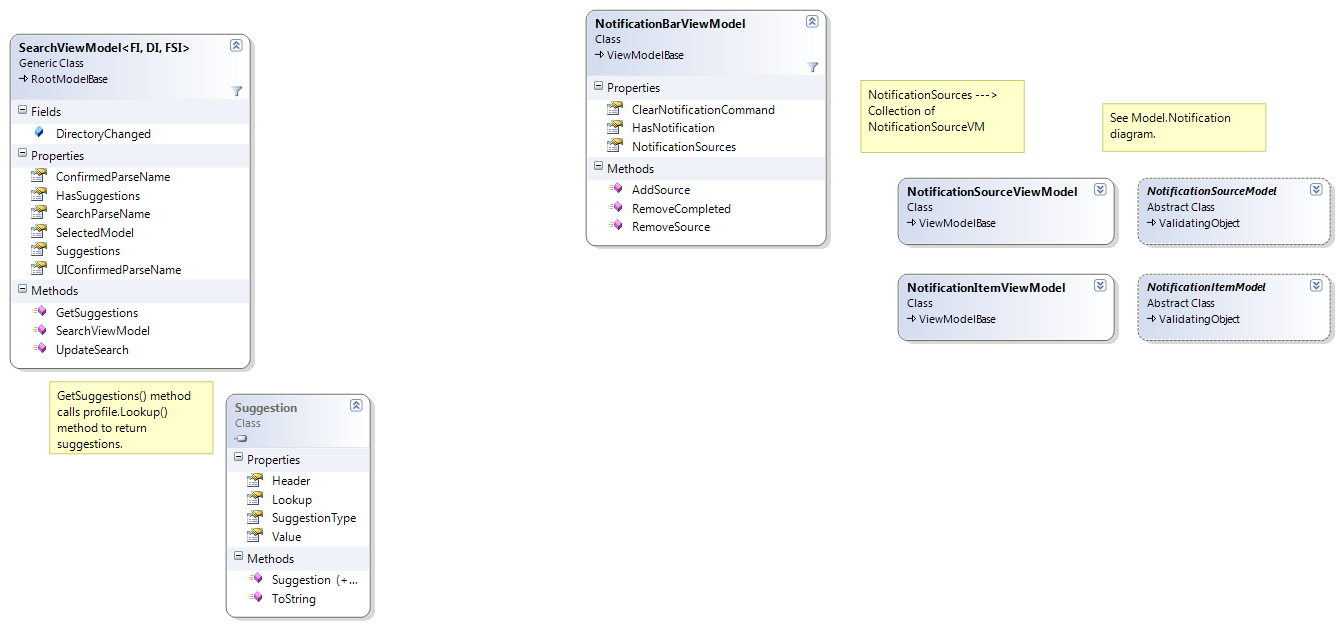 SearchViewModel<FI, DI, FSI>
Generic Class
RootModelBase
Fields
DirectoryChanged
Properties
ConfirmedParseName
HasSuggestions
SearchParseName
SelectedModel
Suggestions
UIConfirmedParseName
Methods
GetSuggestions
SearchViewModel
UpdateSearch
GetSuggestions() method
calls profile.Lookup()
method to return
suggestions.
Suggestion
Class
Properties
Header
Lookup
SuggestionType
Value
Methods
Suggestion (+...
ToString
NotificationBarViewModel
Class
ViewModelBase
Properties
ClearNotificationCommand
HasNotification
NotificationSources
Methods
AddSource
RemoveCompleted
RemoveSource
NotificationSources --->
Collection of
NotificationSourceVM
See Model.Notification
diagram.
NotificationSourceViewModel
Class
ViewModelBase
NotificationSourceModel
Abstract Class
ValidatingObject
NotificationItemViewModel
Class
ViewModelBase
NotificationItemModel
Abstract Class
ValidatingObject